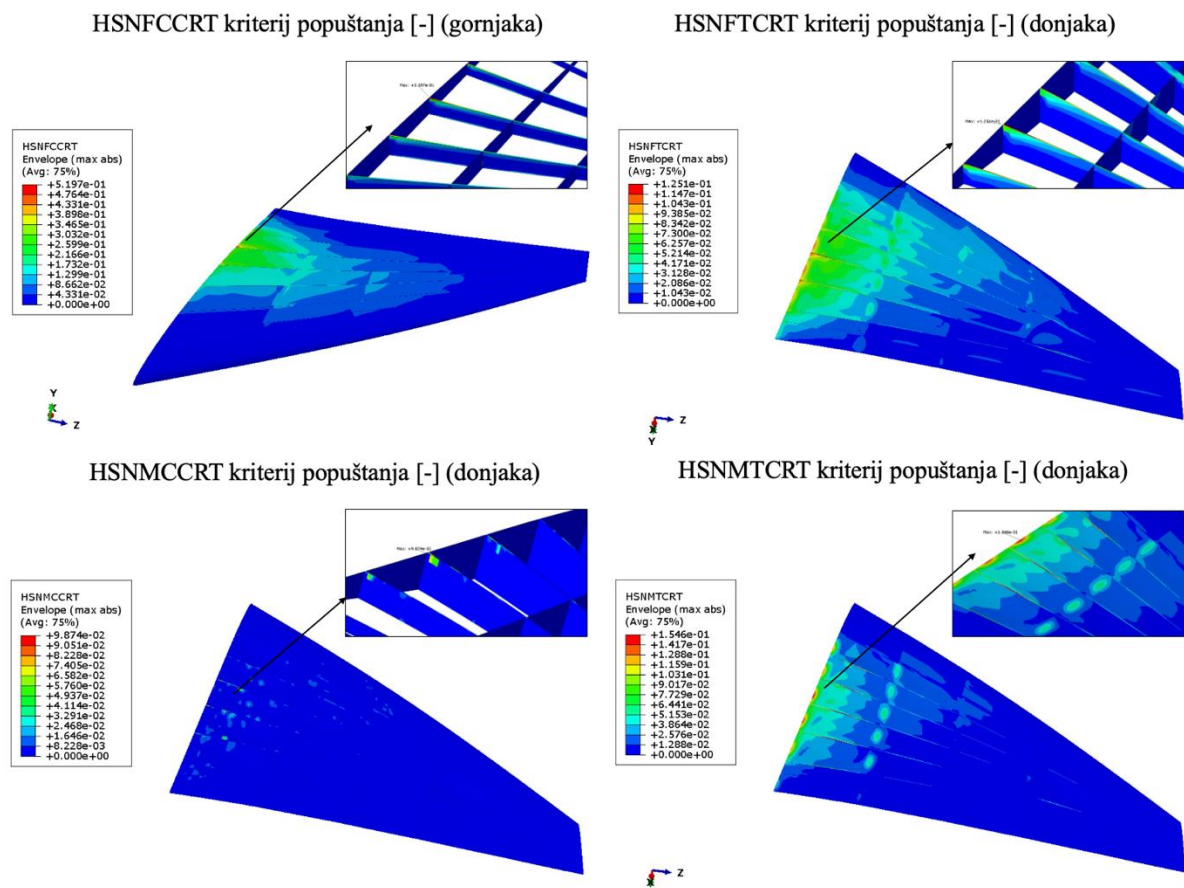 HSNFCCRT kriterij popuštanja [-] (gornjaka)
HSNFCCRT
Envelope (max abs)
(Avg: 75%)
+5.197e-01
+4.764e-01
+4.331e-01
+3.898e-01
+3.465e-01
+3.032e-01
+2.599e-01
+2.166e-01
+1.732e-01
+1.299e-01
+8.662e-02
+4.331e-02
+0.000e+00
Y
X
Z
HSNFTCRT kriterij popuštanja [-] (donjaka)
HSNFTCRT
Envelope (max abs)
(Avg: 75%)
+1.251e-01
+1.147e-01
+1.043e-01
+9.385e-02
+8.342e-02
+7.300e-02
+6.257e-02
+5.214e-02
+4.171e-02
+3.128e-02
+2.086e-02
+1.043e-02
+0.000e+00
X
Z
Y
HSNMCCRT kriterij popuštanja [-] (donjaka)
HSNMCCRT
Envelope (max abs)
(Avg: 75%)
+9.874e-02
+9.051e-02
+8.228e-02
+7.405e-02
+6.582e-02
+5.760e-02
+4.937e-02
+4.114e-02
+3.291e-02
+2.468e-02
+1.646e-02
+8.228e-03
+0.000e+00
HSNMTCRT kriterij popuštanja [-] (donjaka)
HSNMTCRT
Envelope (max abs)
(Avg: 75%)
+1.546e-01
+1.417e-01
+1.288e-01
+1.159e-01
+1.031e-01
+9.017e-02
+7.729e-02
+6.441e-02
+5.153e-02
+3.864e-02
+2.576e-02
+1.288e-02
+0.000e+00
X
Z